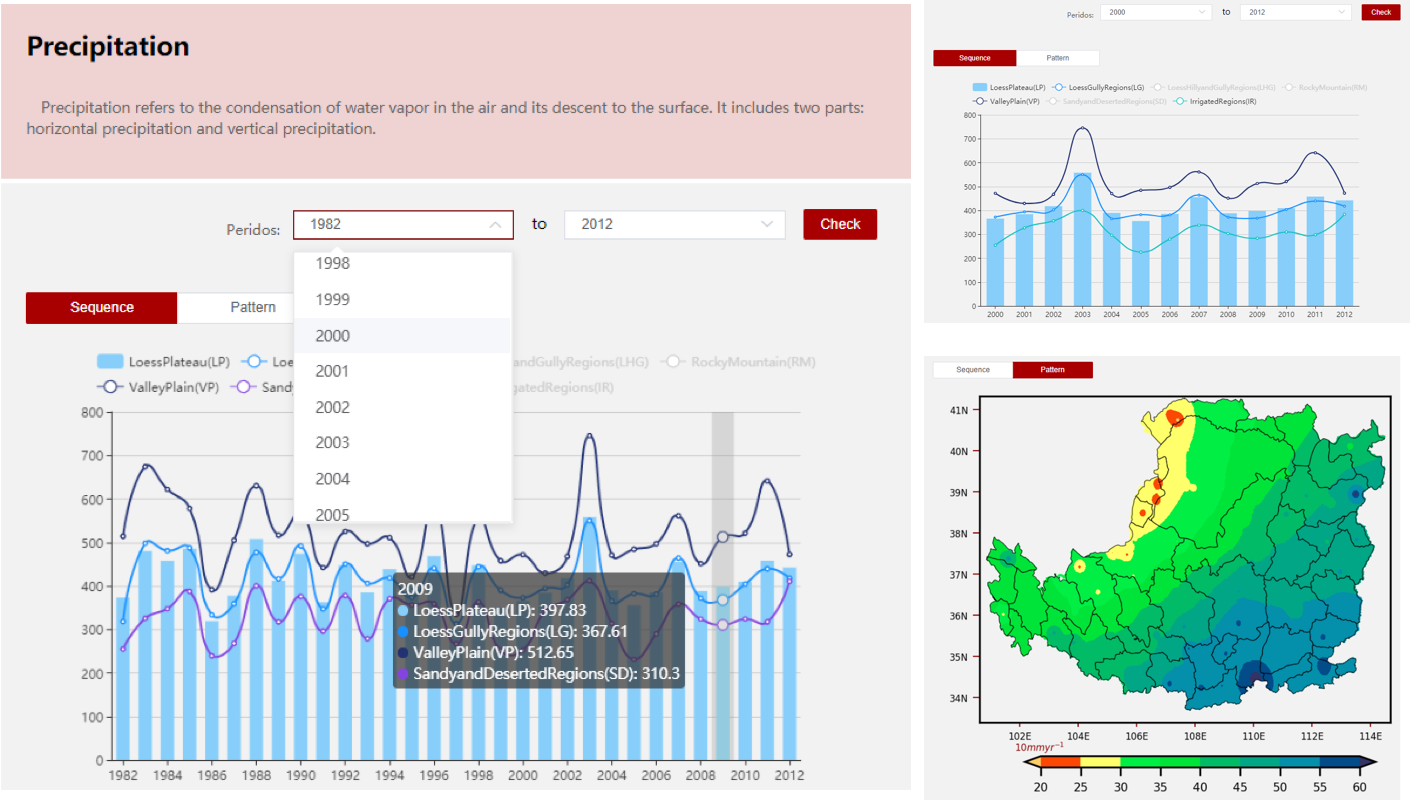 Precipitation
Precipitation refers to the condensation of water vapor in the air and its descent to the surface. It includes two parts:
horizontal precipitation and vertical precipitation.
Peridos: 1982 to 2012 Check
1998
1999
2000
2001
2002
2003
2004
2005
Sequence Pattern
LoessPlateau(LP) Loe andGullyRegions(LHG) RockyMountain(RM)
ValleyPlain(VP) Sand gatedRegions(IR)
800
700
600
500
400
300
200
100
0
2009
LoessPlateau(LP): 397.83
LoessGullyRegions(LG): 367.61
ValleyPlain(VP): 512.65
SandyandDesertedRegions(SD): 310.3
1982 1984 1986 1988 1990 1992 1994 1996 1998 2000 2002 2004 2006 2008 2010 2012
Peridos: 2000 to 2012 Check
Sequence Pattern
LoessPlateau(LP) LoessGullyRegions(LG) LoessHillyandGullyRegions(LHG) RockyMountain(RM)
ValleyPlain(VP) SandyandDesertedRegions(SD) IrrigatedRegions(IR)
800
700
600
500
400
300
200
100
0
2000 2001 2002 2003 2004 2005 2006 2007 2008 2009 2010 2011 2012
Sequence Pattern
41N
40N
39N
38N
37N
36N
35N
34N
102E 104E 106E 108E 110E 112E 114E
10mmyr⁻¹
20 25 30 35 40 45 50 55 60